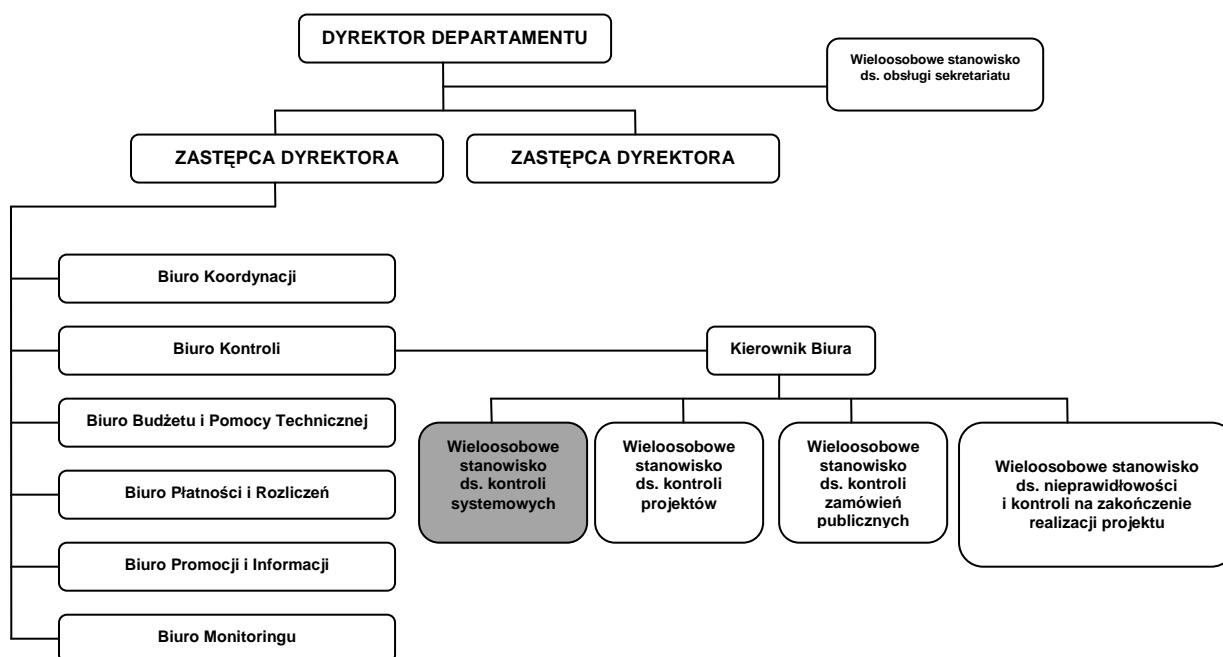 DYREKTOR DEPARTAMENTU
Wieloosobowe stanowisko
ds. obsługi sekretariatu
ZASTĘPCA DYREKTORA
ZASTĘPCA DYREKTORA
Biuro Koordynacji
Biuro Kontroli
Kierownik Biura
Biuro Budżetu i Pomocy Technicznej
Wieloosobowe
stanowisko
ds. kontroli
systemowych
Wieloosobowe
stanowisko
ds. kontroli
projektów
Wieloosobowe
stanowisko
ds. kontroli
zamówień
publicznych
Wieloosobowe stanowisko
ds. nieprawidłowości
i kontroli na zakończenie
realizacji projektu
Biuro Płatności i Rozliczeń
Biuro Promocji i Informacji
Biuro Monitoringu